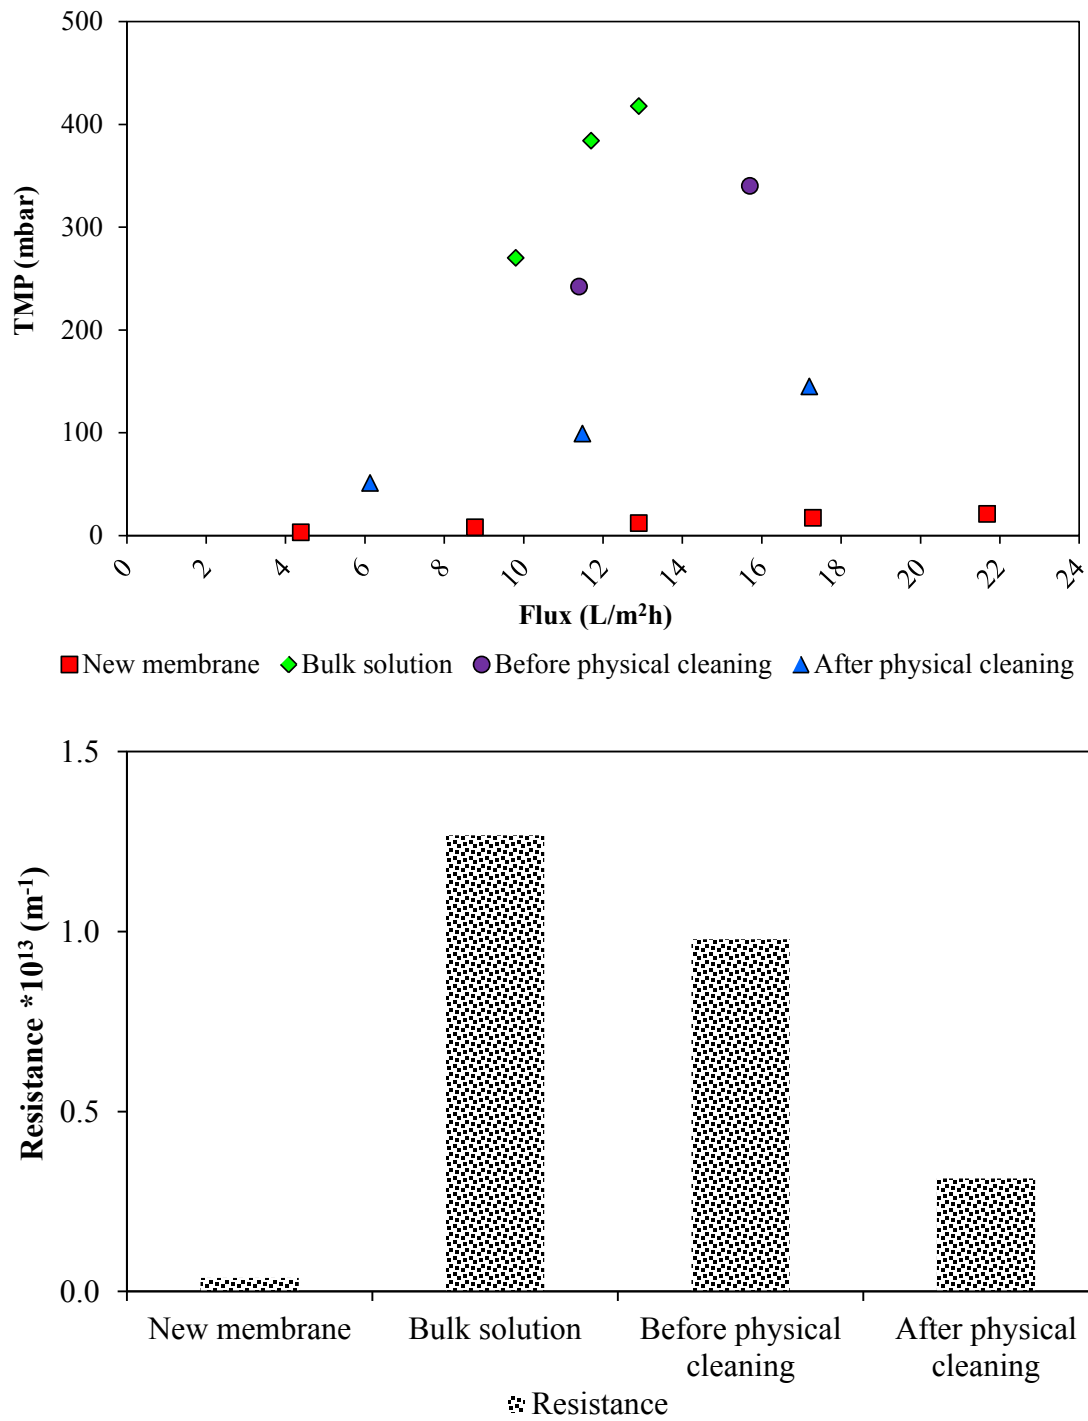 500
400
300
200
100
0
TMP (mbar)
0 2 4 6 8 10 12 14 16 18 20 22 24
Flux (L/m²h)
New membrane Bulk solution Before physical cleaning After physical cleaning
1.5
1.0
0.5
0.0
Resistance *10¹³ (m⁻¹)
New membrane Bulk solution Before physical After physical
cleaning cleaning
Resistance